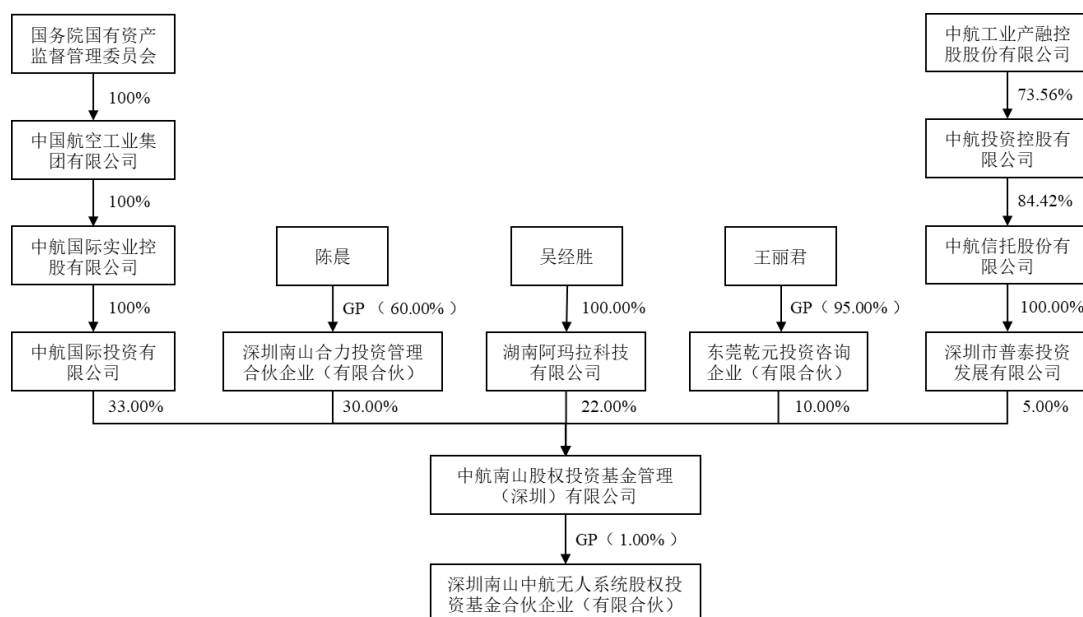 国务院国有资产
监督管理委员会
中航工业产融控
股股份有限公司
100%
73.56%
中国航空工业集
团有限公司
中航投资控股有
限公司
100%
84.42%
中航国际实业控
股有限公司
陈晨
吴经胜
王丽君
中航信托股份有
限公司
100%
GP（60.00%）
100.00%
GP（95.00%）
100.00%
中航国际投资有
限公司
深圳南山合力投资管理
合伙企业（有限合伙）
湖南阿玛拉科技
有限公司
东莞乾元投资咨询
企业（有限合伙）
深圳市普泰投资
发展有限公司
33.00%
30.00%
22.00%
10.00%
5.00%
中航南山股权投资基金管理
（深圳）有限公司
GP（1.00%）
深圳南山中航无人系统股权投
资基金合伙企业（有限合伙）